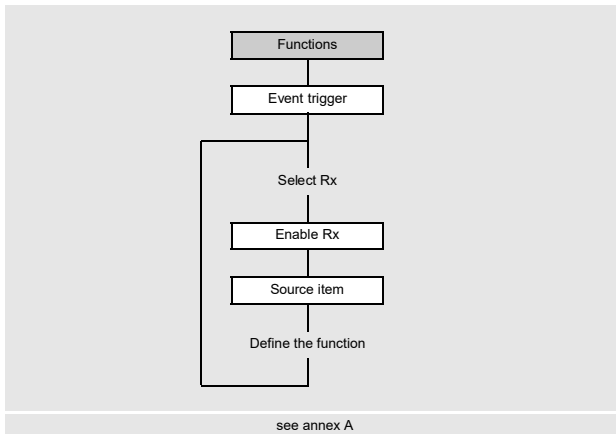 Functions
Event trigger
Select Rx
Enable Rx
Source item
Define the function
see annex A